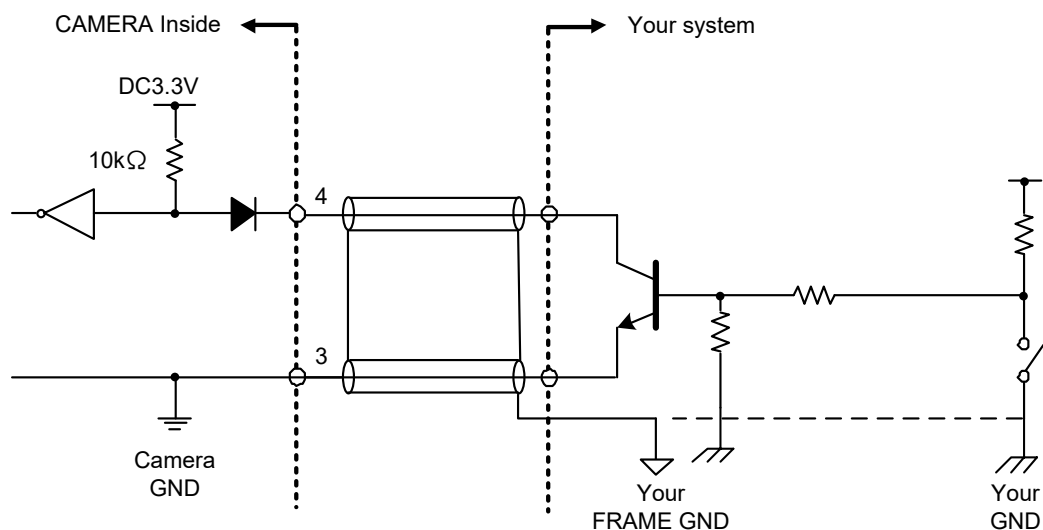 CAMERA Inside
Your system
DC3.3V
10kΩ
4
3
Camera
GND
Your
FRAME GND
Your
GND